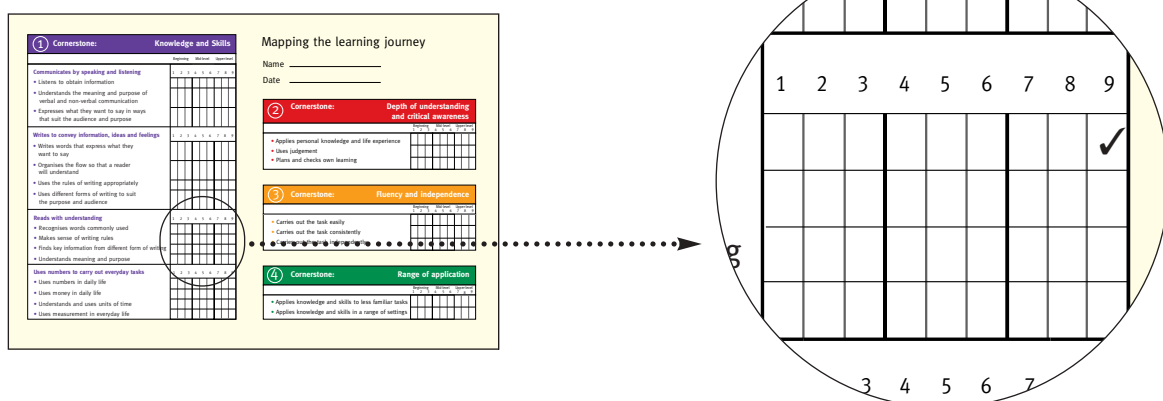 1 Cornestone: Knowledge and Skills
Beginning Mid level Upper level
Communicates by speaking and listening 1 2 3 4 5 6 7 8 9
• Listens to obtain information
• Understands the meaning and purpose of
verbal and non-verbal communication
• Expresses what they want to say in ways
that suit the audience and purpose
Writes to convey information, ideas and feelings 1 2 3 4 5 6 7 8 9
• Writes words that express what they
want to say
• Organises the flow so that a reader
will understand
• Uses the rules of writing appropriately
• Uses different forms of writing to suit
the purpose and audience
Reads with understanding 1 2 3 4 5 6 7 8 9
• Recognises words commonly used
• Makes sense of writing rules
• Finds key information from different form of writing
• Understands meaning and purpose
Uses numbers to carry out everyday tasks 1 2 3 4 5 6 7 8 9
• Uses numbers in daily life
• Uses money in daily life
• Understands and uses units of time
• Uses measurement in everyday life
Mapping the learning journey
Name
Date
2 Cornerstone: Depth of understanding
and critical awareness
Beginning Mid level Upper level
1 2 3 4 5 6 7 8 9
• Applies personal knowledge and life experience
• Uses judgement
• Plans and checks own learning
3 Cornerstone: Fluency and independence
Beginning Mid level Upper level
1 2 3 4 5 6 7 8 9
• Carries out the task easily
• Carries out the task consistently
• Carries out the task independently
4 Cornerstone: Range of application
Beginning Mid level Upper level
1 2 3 4 5 6 7 8 9
• Applies knowledge and skills to less familiar tasks
• Applies knowledge and skills in a range of settings
1 2 3 4 5 6 7 8 9
✓
g
3 4 5 6 7